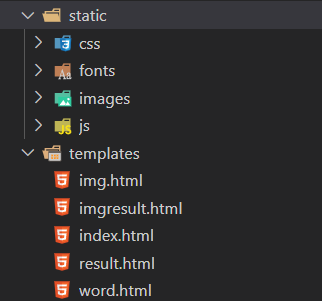 static
css
fonts
images
js
templates
img.html
imgresult.html
index.html
result.html
word.html